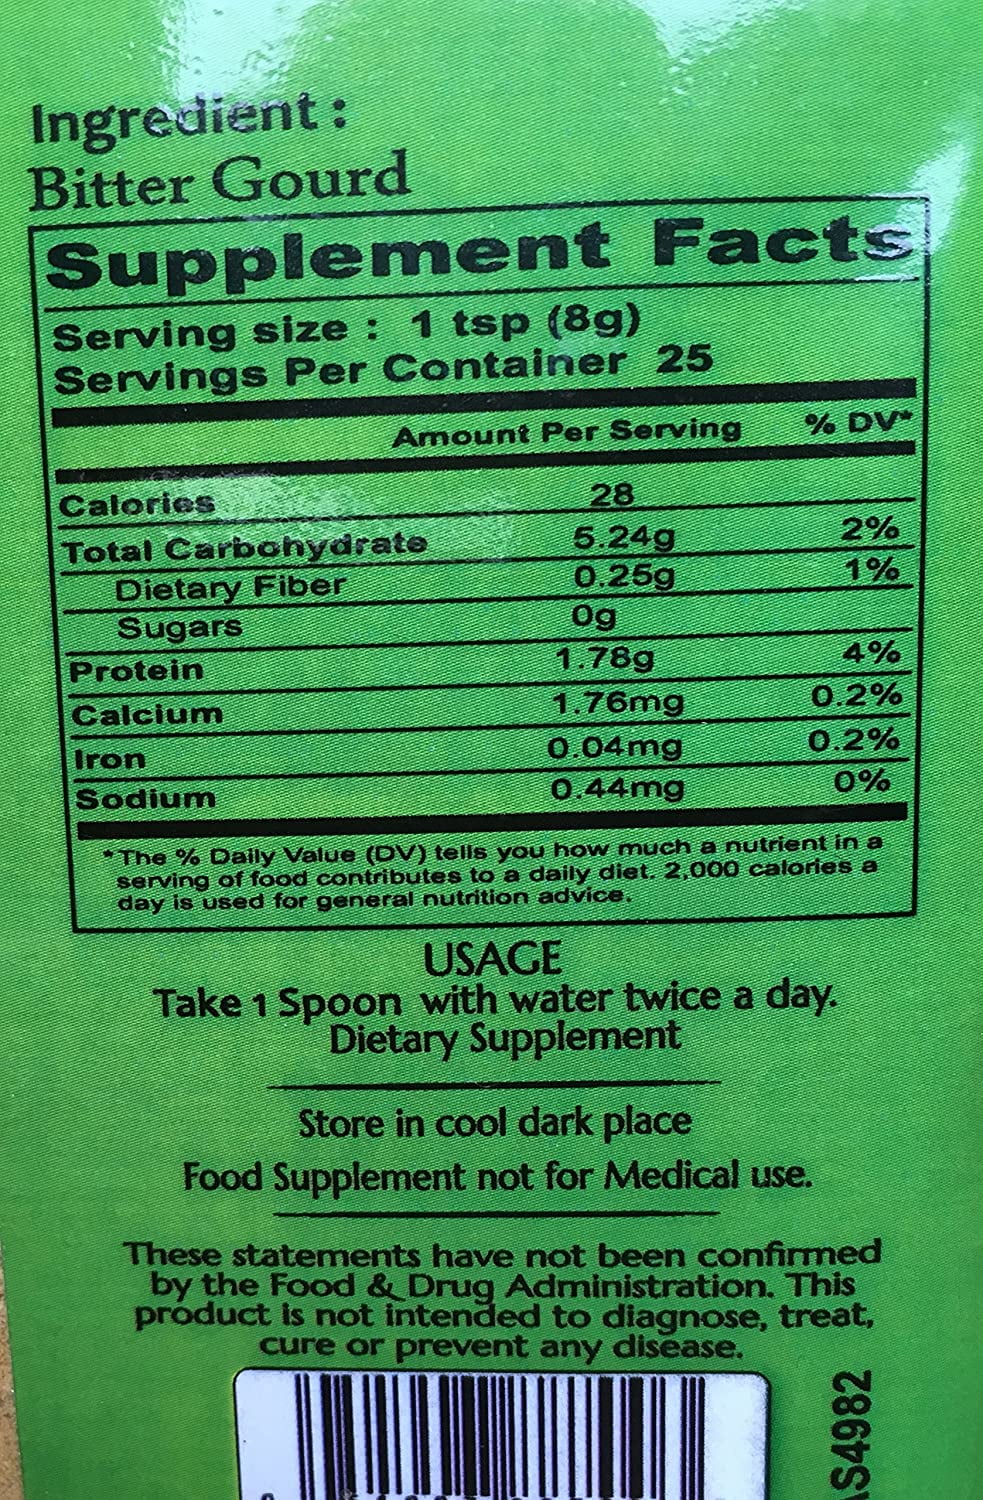 Ingredient :
Bitter Gourd
Supplement Facts
Serving size : 1 tsp (8g)
Servings Per Container 25
Amount Per Serving % DV*
Calories 28
Total Carbohydrate 5.24g 2%
Dietary Fiber 0.25g 1%
Sugars 0g
Protein 1.78g 4%
Calcium 1.76mg 0.2%
Iron 0.04mg 0.2%
Sodium 0.44mg 0%
*The % Daily Value (DV) tells you how much a nutrient in a
serving of food contributes to a daily diet. 2,000 calories a
day is used for general nutrition advice.
USAGE
Take 1 Spoon with water twice a day.
Dietary Supplement
Store in cool dark place
Food Supplement not for Medical use.
These statements have not been confirmed
by the Food & Drug Administration. This
product is not intended to diagnose, treat,
cure or prevent any disease.
S4982